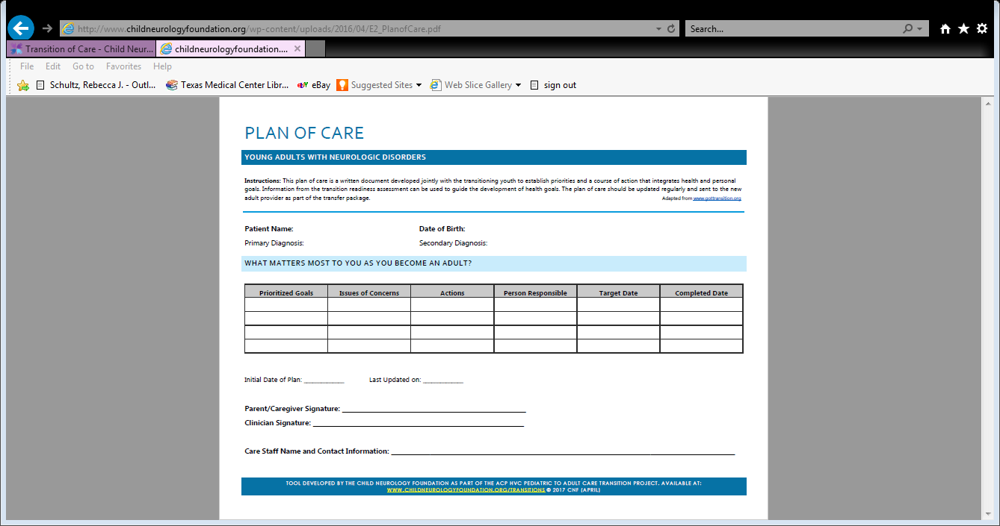 http://www.childneurologyfoundation.org/wp-content/uploads/2016/04/E2_PlanofCare.pdf
Search...
Transition of Care - Child Neur...
childneurologyfoundation....
File Edit Go to Favorites Help
Schultz, Rebecca J. - Outl... Texas Medical Center Libr... eBay Suggested Sites Web Slice Gallery sign out
PLAN OF CARE
YOUNG ADULTS WITH NEUROLOGIC DISORDERS
Instructions: This plan of care is a written document developed jointly with the transitioning youth to establish priorities and a course of action that integrates health and personal
goals. Information from the transition readiness assessment can be used to guide the development of health goals. The plan of care should be updated regularly and sent to the new
adult provider as part of the transfer package. Adapted from www.gottransition.org
Patient Name: Date of Birth:
Primary Diagnosis: Secondary Diagnosis:
WHAT MATTERS MOST TO YOU AS YOU BECOME AN ADULT?
Prioritized Goals Issues of Concerns Actions Person Responsible Target Date Completed Date
Initial Date of Plan: ____________ Last Updated on: ____________
Parent/Caregiver Signature: ____________
Clinician Signature: ____________
Care Staff Name and Contact Information: ____________
TOOL DEVELOPED BY THE CHILD NEUROLOGY FOUNDATION AS PART OF THE ACP HVC PEDIATRIC TO ADULT CARE TRANSITION PROJECT. AVAILABLE AT:
WWW.CHILDNEUROLOGYFOUNDATION.ORG/TRANSITIONS © 2017 CNF (APRIL)